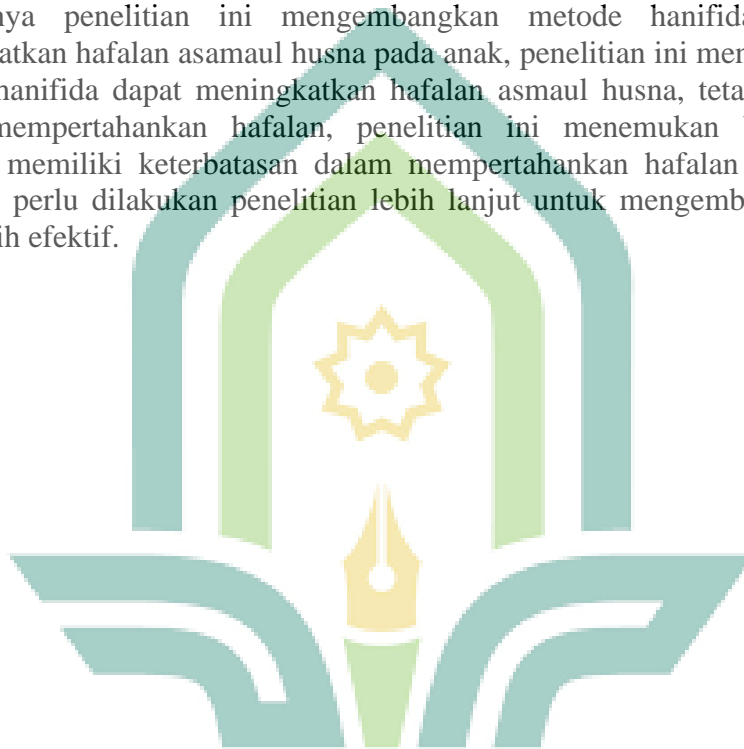 nya penelitian ini mengembangkan metode hanifida
atkan hafalan asamaul husna pada anak, penelitian ini men
hanifida dapat meningkatkan hafalan asmaul husna, teta
mempertahankan hafalan, penelitian ini menemukan
memiliki keterbatasan dalam mempertahankan hafalan
perlu dilakukan penelitian lebih lanjut untuk mengemb
ih efektif.